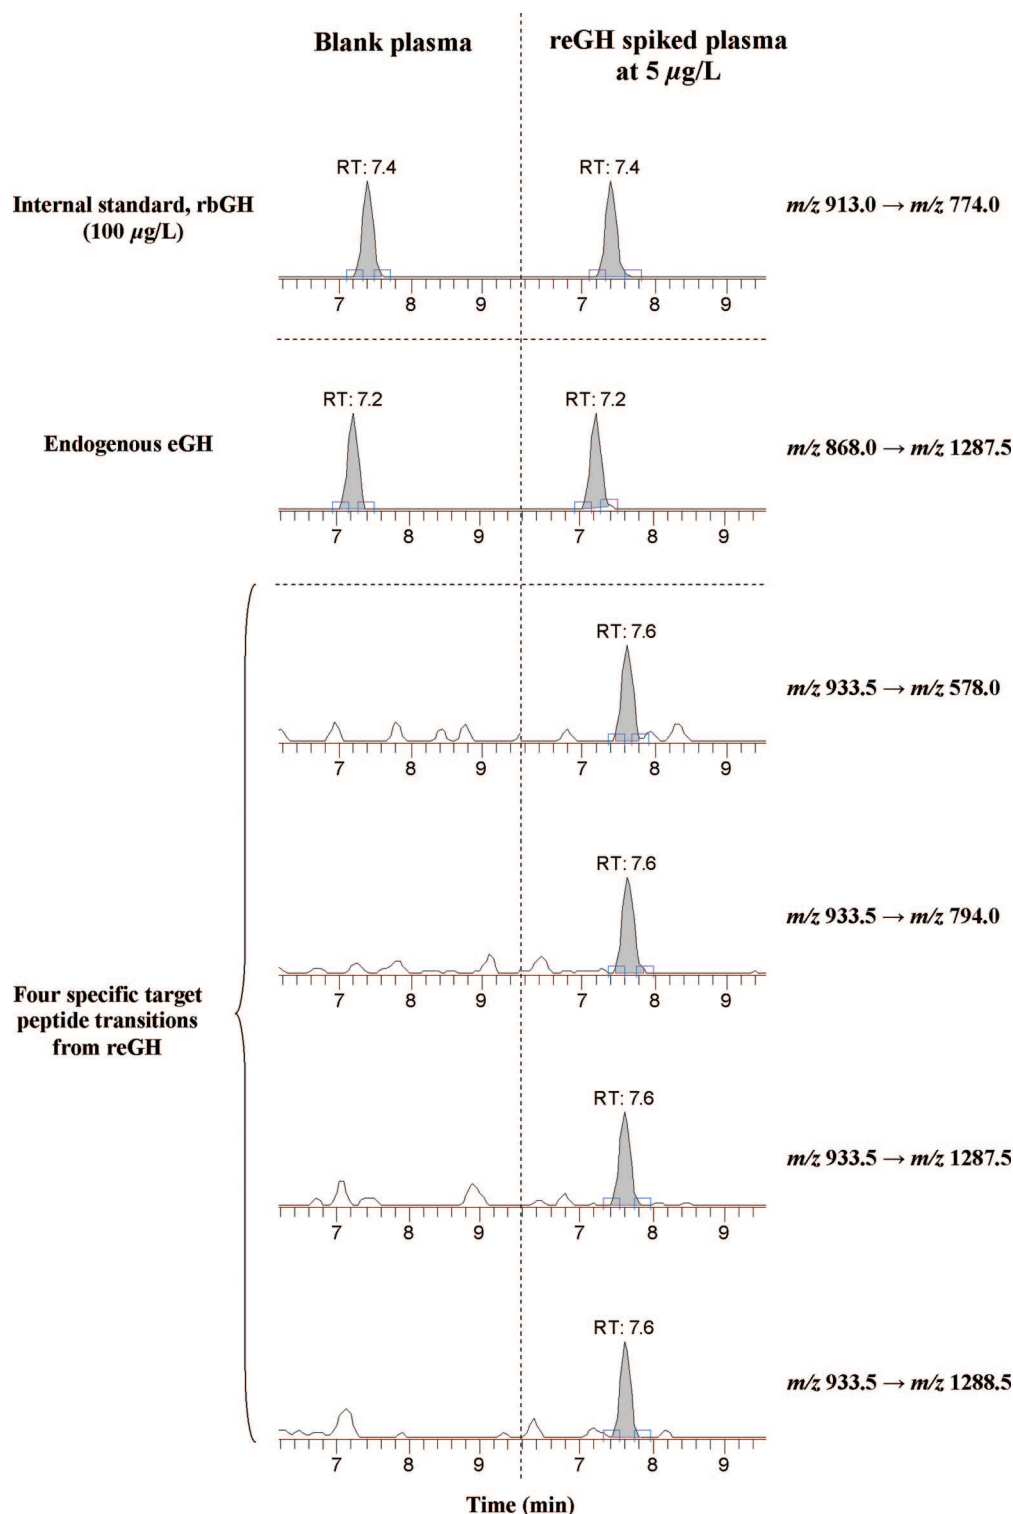 Blank plasma
reGH spiked plasma
at 5 µg/L
RT: 7.4
RT: 7.4
Internal standard, rbGH
(100 µg/L)
m/z 913.0 → m/z 774.0
7 8 9 7 8 9
RT: 7.2
RT: 7.2
Endogenous eGH
m/z 868.0 → m/z 1287.5
7 8 9 7 8 9
RT: 7.6
m/z 933.5 → m/z 578.0
7 8 9 7 8 9
RT: 7.6
m/z 933.5 → m/z 794.0
7 8 9 7 8 9
Four specific target
peptide transitions
from reGH
RT: 7.6
m/z 933.5 → m/z 1287.5
7 8 9 7 8 9
RT: 7.6
m/z 933.5 → m/z 1288.5
7 8 9 7 8 9
Time (min)